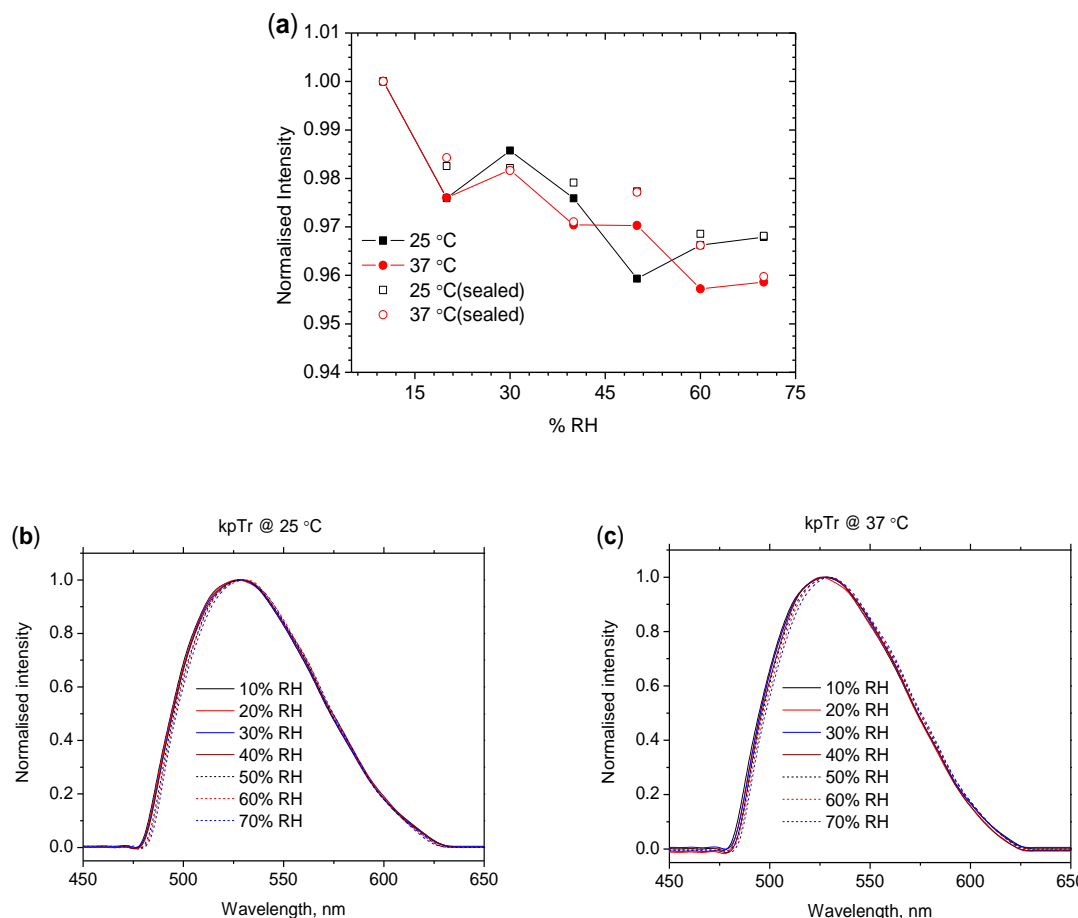 (a)
1.01
1.00
0.99
0.98
0.97
0.96
0.95
0.94
Normalised Intensity
25 °C
37 °C
25 °C(sealed)
37 °C(sealed)
15 30 45 60 75
% RH
(b)
kpTr @ 25 °C
1.0
0.8
0.6
0.4
0.2
0.0
Normalised intensity
10% RH
20% RH
30% RH
40% RH
50% RH
60% RH
70% RH
450 500 550 600 650
Wavelength, nm
(c)
kpTr @ 37 °C
1.0
0.8
0.6
0.4
0.2
0.0
Normalised intensity
10% RH
20% RH
30% RH
40% RH
50% RH
60% RH
70% RH
450 500 550 600 650
Wavelength, nm